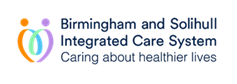 Birmingham and Solihull
Integrated Care System
Caring about healthier lives